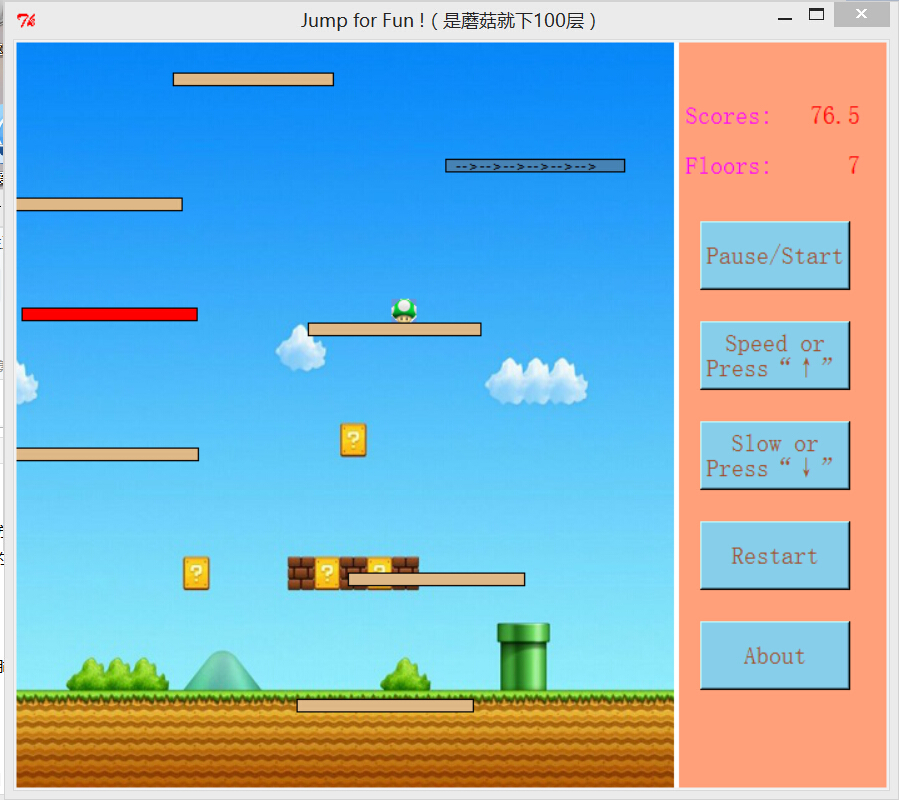 Jump for Fun ! ( 是蘑菇就下100层 )
-->-->-->-->-->-->
Scores: 76.5
Floors: 7
Pause/Start
Speed or
Press“ ↑ ”
Slow or
Press“ ↓ ”
Restart
About
?
?
?
?